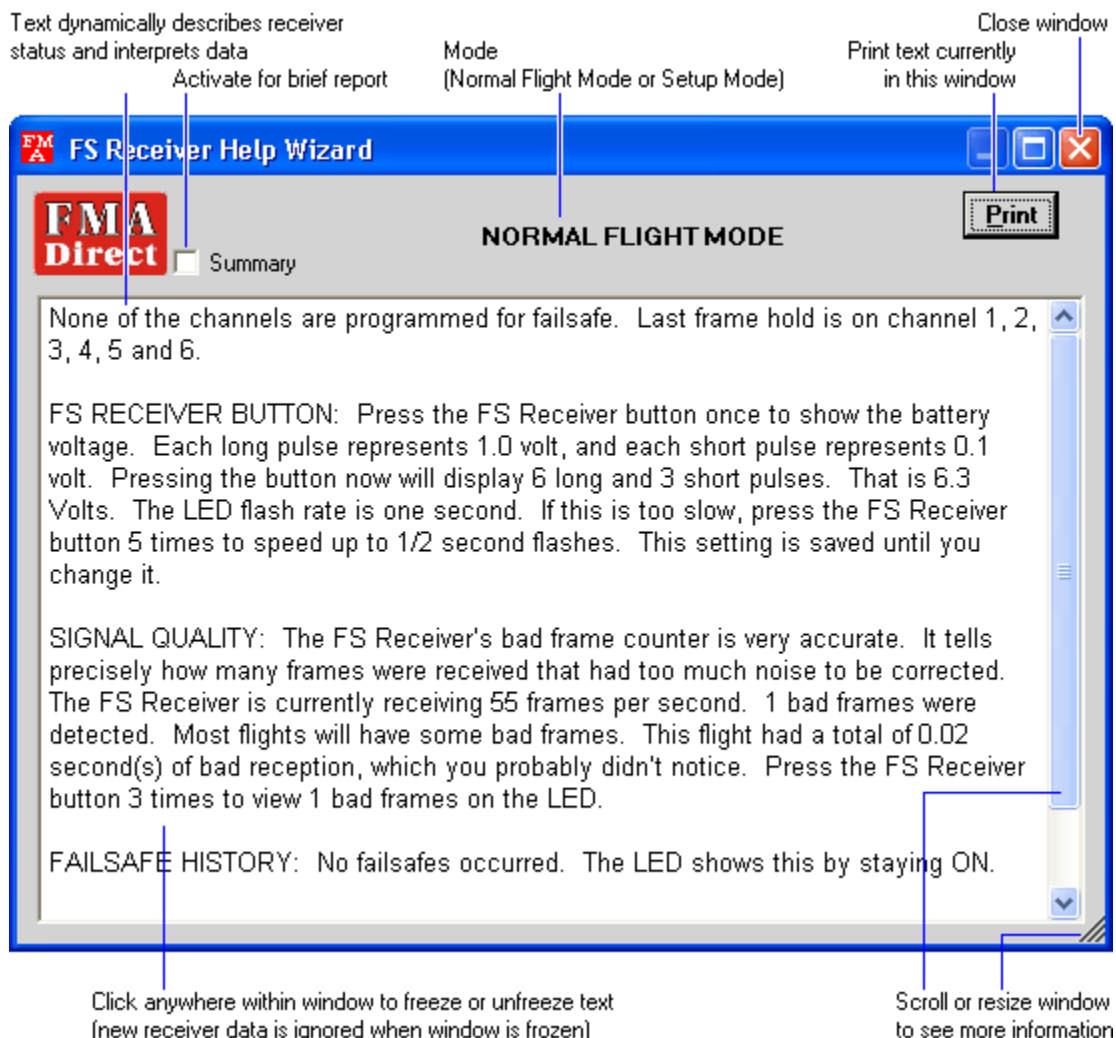 Text dynamically describes receiver
status and interprets data
Activate for brief report
Mode
(Normal Flight Mode or Setup Mode)
Close window
Print text currently
in this window
FMA
FS Receiver Help Wizard
FMA
Direct
Summary
NORMAL FLIGHT MODE
Print
None of the channels are programmed for failsafe. Last frame hold is on channel 1, 2,
3, 4, 5 and 6.
FS RECEIVER BUTTON: Press the FS Receiver button once to show the battery
voltage. Each long pulse represents 1.0 volt, and each short pulse represents 0.1
volt. Pressing the button now will display 6 long and 3 short pulses. That is 6.3
Volts. The LED flash rate is one second. If this is too slow, press the FS Receiver
button 5 times to speed up to 1/2 second flashes. This setting is saved until you
change it.
SIGNAL QUALITY: The FS Receiver's bad frame counter is very accurate. It tells
precisely how many frames were received that had too much noise to be corrected.
The FS Receiver is currently receiving 55 frames per second. 1 bad frames were
detected. Most flights will have some bad frames. This flight had a total of 0.02
second(s) of bad reception, which you probably didn't notice. Press the FS Receiver
button 3 times to view 1 bad frames on the LED.
FAILSAFE HISTORY: No failsafes occurred. The LED shows this by staying ON.
Click anywhere within window to freeze or unfreeze text
(new receiver data is ignored when window is frozen)
Scroll or resize window
to see more information